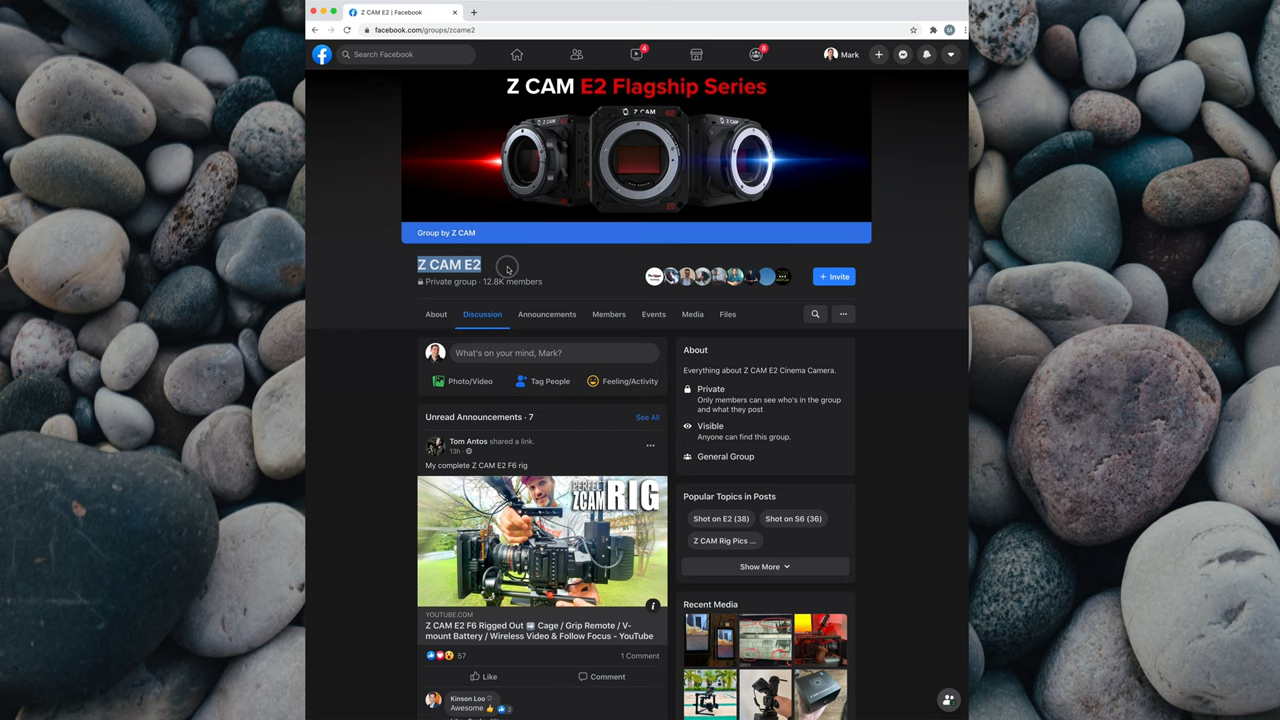 Z CAM E2 | Facebook
facebook.com/groups/zcame2
M
Search Facebook
4
8
Mark
Z CAM E2 Flagship Series
Z CAM
Z CAM
Z CAM
Group by Z CAM
Z CAM E2
Private group · 12.8K members
+ Invite
About
Discussion
Announcements
Members
Events
Media
Files
What's on your mind, Mark?
Photo/Video
Tag People
Feeling/Activity
Unread Announcements · 7
See All
Tom Antos shared a link.
13h ·
My complete Z CAM E2 F6 rig
PERFECT
ZCAM RIG
YOUTUBE.COM
Z CAM E2 F6 Rigged Out ➡ Cage / Grip Remote / V-
mount Battery / Wireless Video & Follow Focus - YouTube
57
1 Comment
Like
Comment
Kinson Loo
Awesome 👍
3
About
Everything about Z CAM E2 Cinema Camera.
Private
Only members can see who's in the group
and what they post
Visible
Anyone can find this group.
General Group
Popular Topics in Posts
Shot on E2 (38)
Shot on S6 (36)
Z CAM Rig Pics ...
Show More
Recent Media